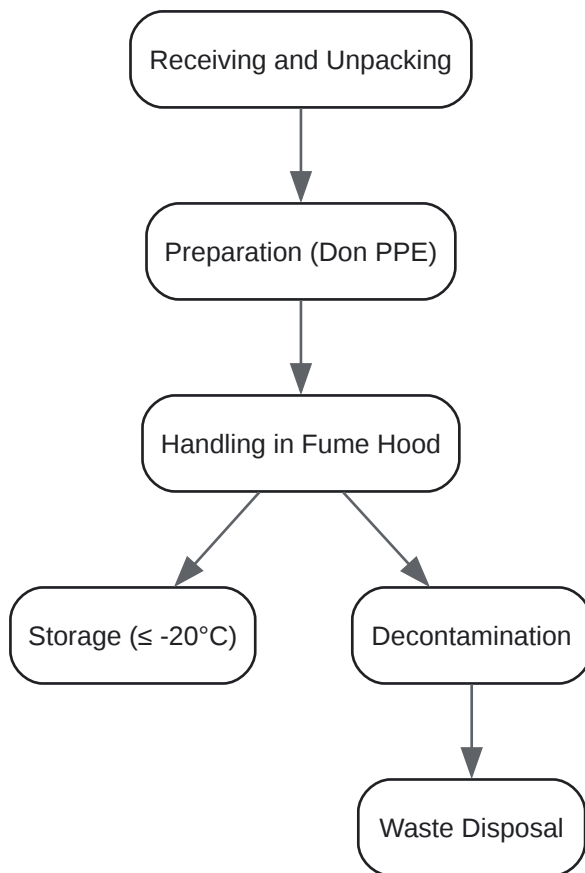 Receiving and Unpacking
Preparation (Don PPE)
Handling in Fume Hood
Storage (≤ -20°C)
Decontamination
Waste Disposal